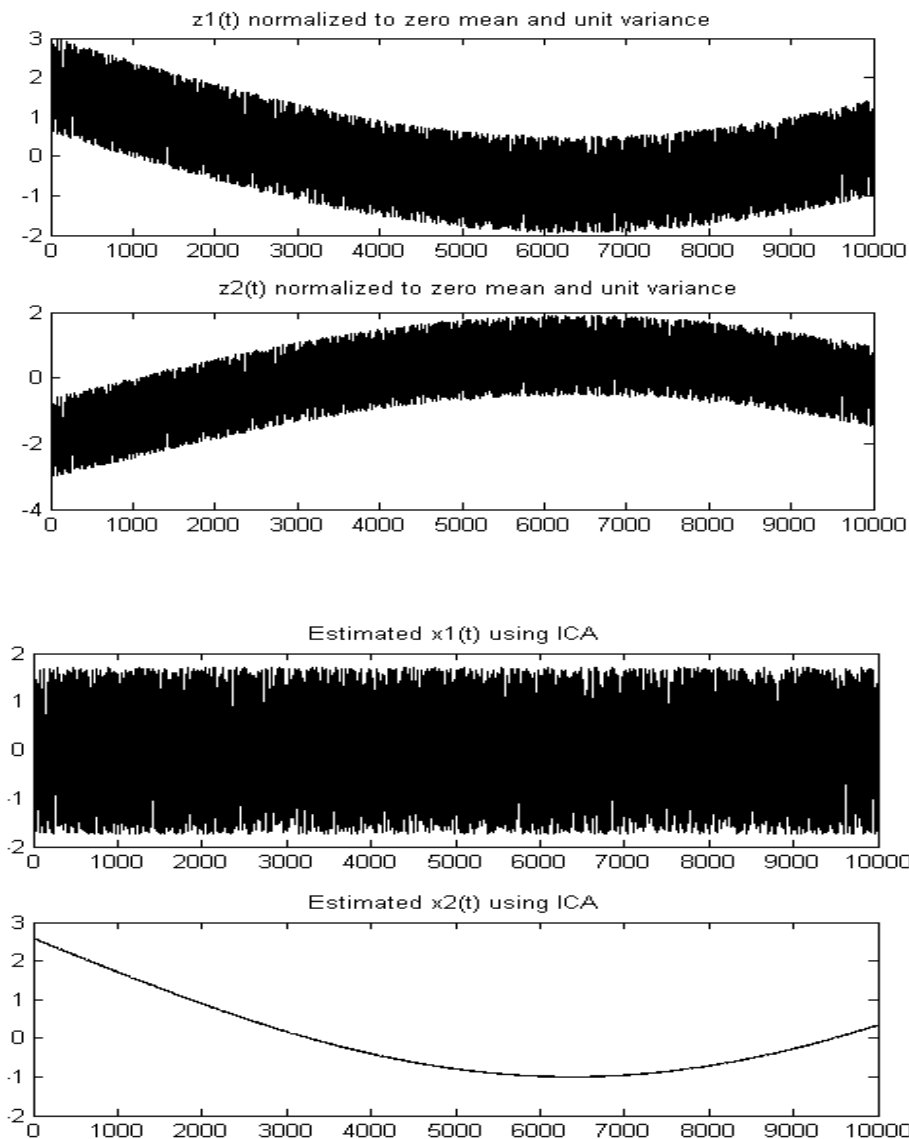 z1(t) normalized to zero mean and unit variance
3
2
1
0
-1
-2
0 1000 2000 3000 4000 5000 6000 7000 8000 9000 10000
z2(t) normalized to zero mean and unit variance
2
0
-2
-4
0 1000 2000 3000 4000 5000 6000 7000 8000 9000 10000
Estimated x1(t) using ICA
2
1
0
-1
-2
0 1000 2000 3000 4000 5000 6000 7000 8000 9000 10000
Estimated x2(t) using ICA
3
2
1
0
-1
-2
0 1000 2000 3000 4000 5000 6000 7000 8000 9000 10000